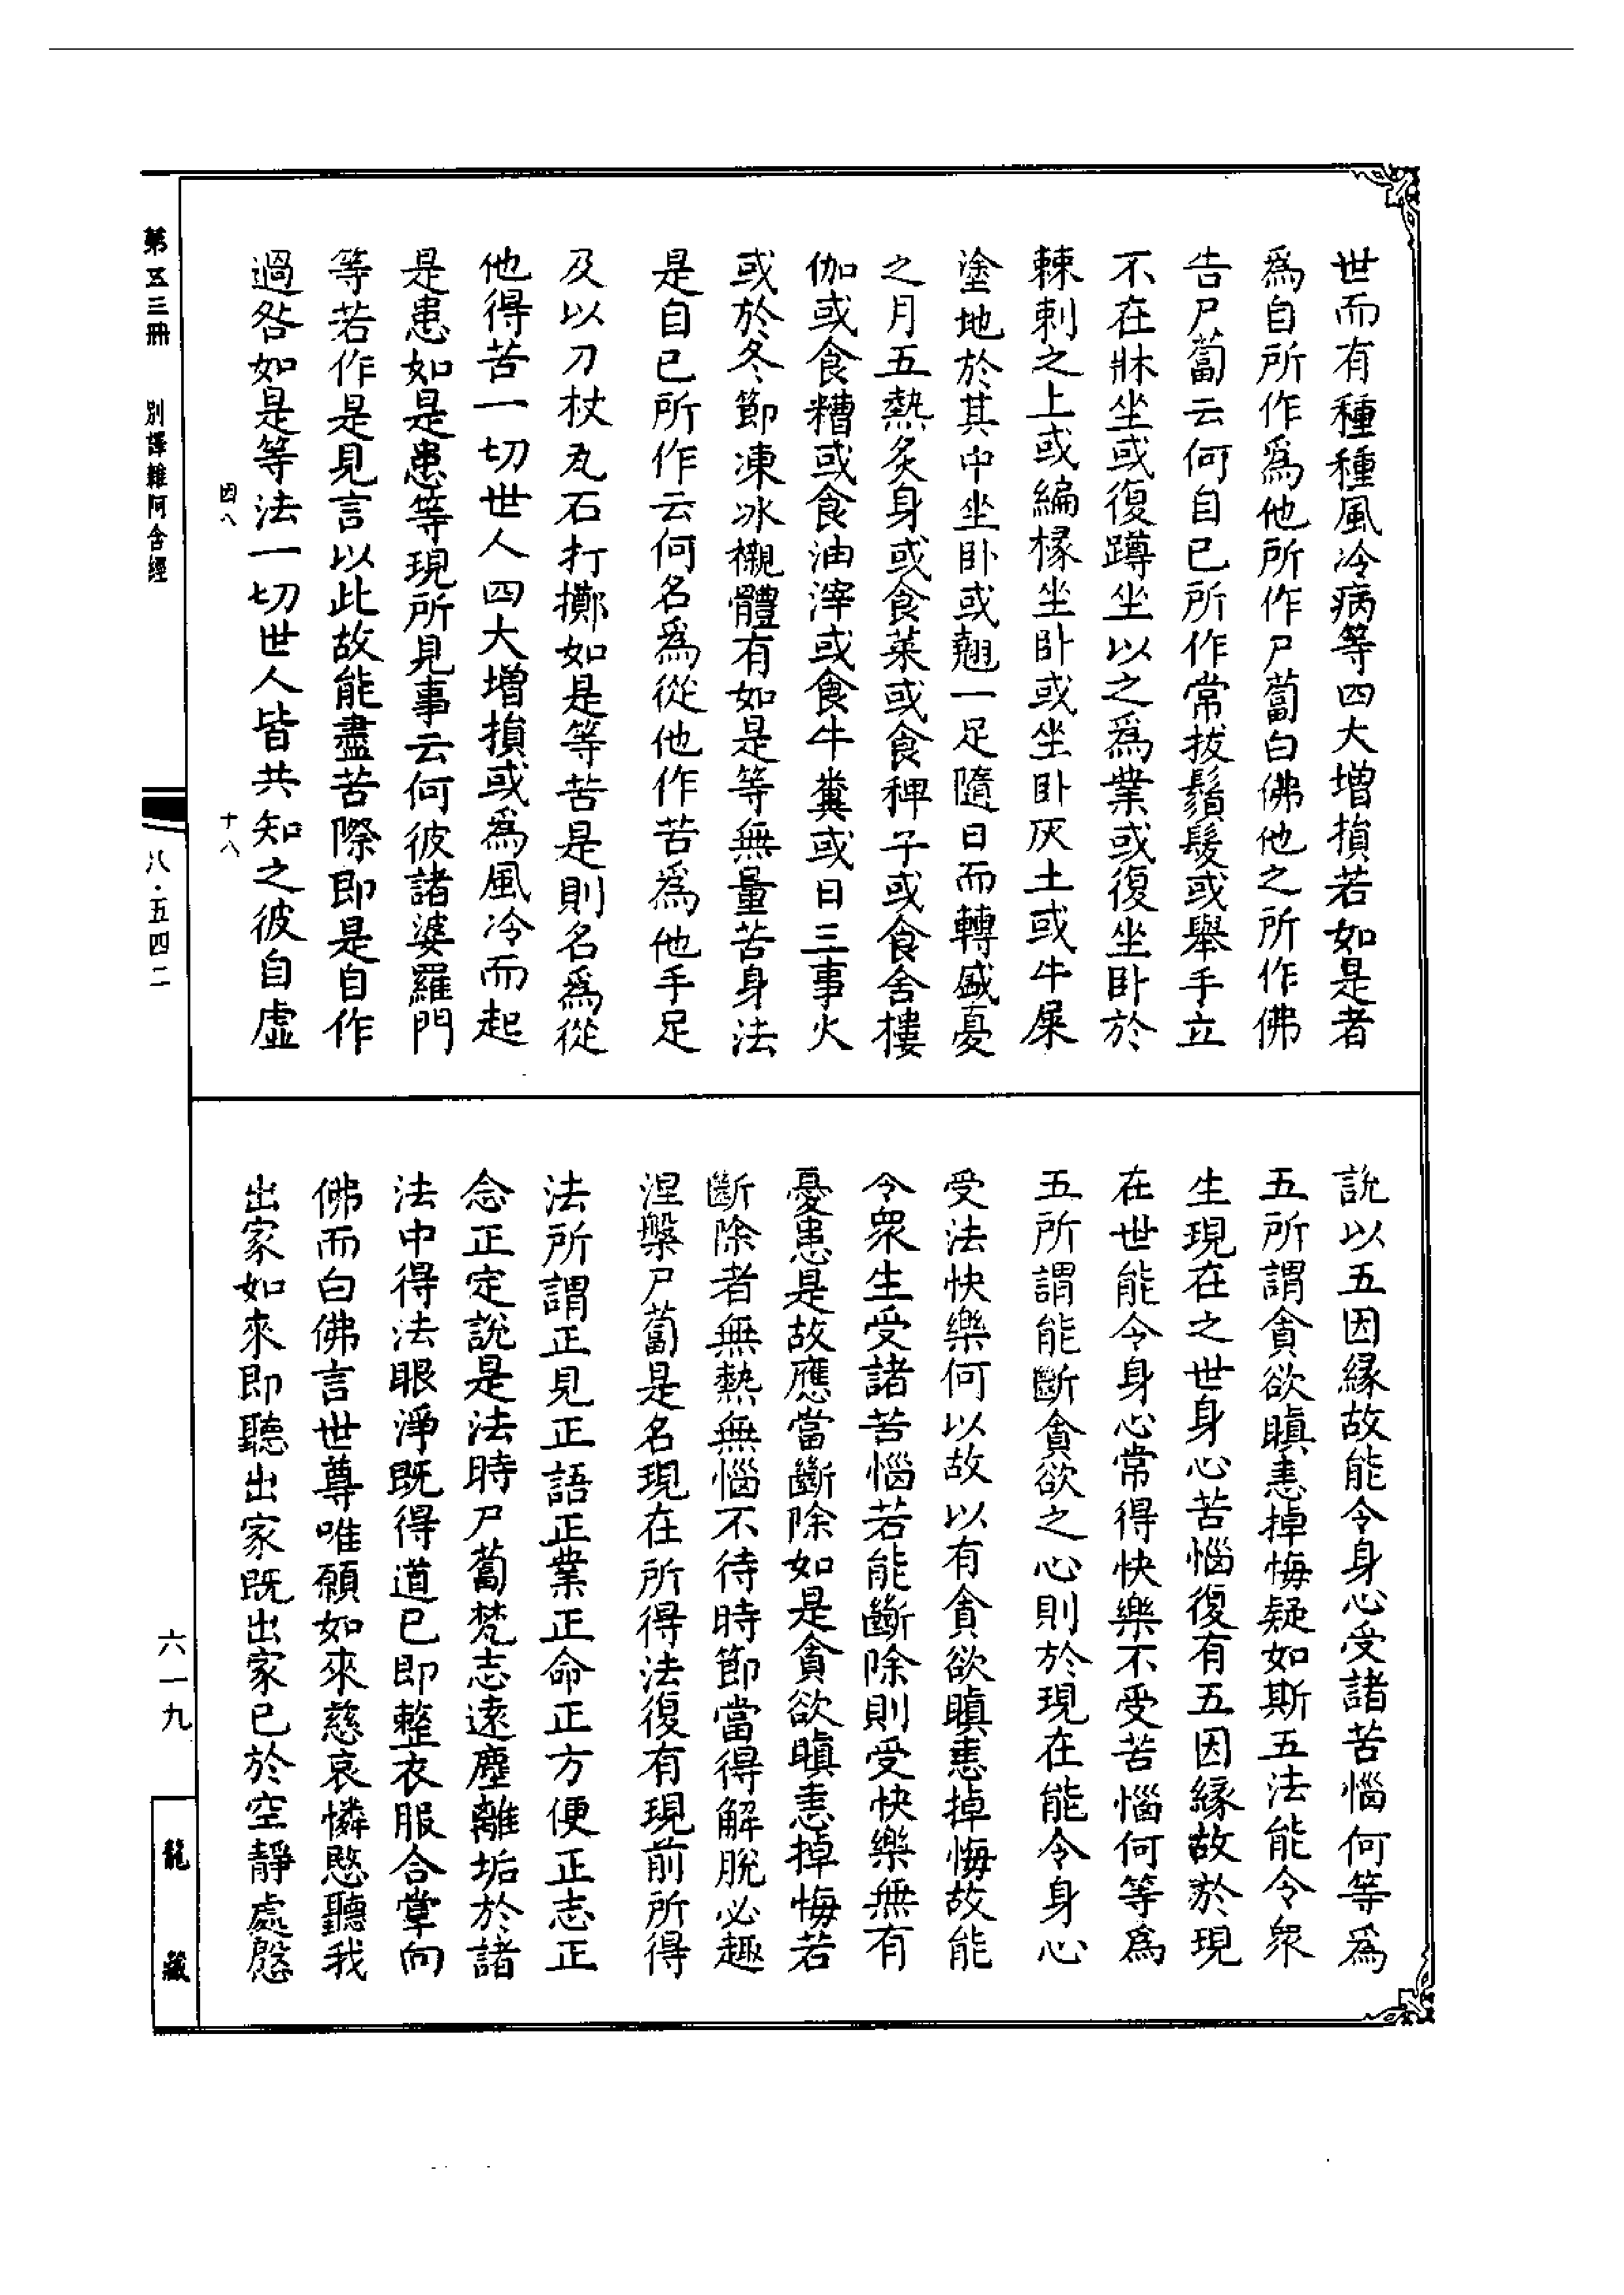 世而有種種風冷病等四大增損若如是者
為自所作為他所作尸蔔白佛他之所作佛
告尸蔔云何自己所作常拔鬚髮或舉手立
不在牀坐或復蹲坐以之為業或復坐臥於
棘刺之上或編椽坐臥或坐臥灰土或牛屎
塗地於其中坐臥或翹一足隨日而轉盛夏
之月五熱炙身或食菜或食稗子或食舍樓
伽或食糟或食油滓或食牛糞或日三事火
或於冬節凍冰襯體有如是等無量苦身法
是自己所作云何名為從他作苦為他手足
及以刀杖瓦石打擲如是等苦是則名為從
他得苦一切世人四大增損或為風冷而起
是患如是患等現所見事云何彼諸婆羅門
等若作是見言以此故能盡苦際即是自作
過咎如是等法一切世人皆共知之彼自虛
說以五因緣故能令身心受諸苦惱何等為
五所謂貪欲瞋恚掉悔疑如斯五法能令眾
生現在之世身心苦惱復有五因緣故於現
在世能令身心常得快樂不受苦惱何等為
五所謂能斷貪欲之心則於現在能令身心
受法快樂何以故以有貪欲瞋恚掉悔故能
令眾生受諸苦惱若能斷除則受快樂無有
憂患是故應當斷除如是貪欲瞋恚掉悔若
斷除者無熱無惱不待時節當得解脫必趣
涅槃尸蔔是名現在所得法復有現前所得
法所謂正見正語正業正命正方便正志正
念正定說是法時尸蔔梵志遠塵離垢於諸
法中得法眼淨既得道已即整衣服合掌向
佛而白佛言世尊唯願如來慈哀憐愍聽我
出家如來即聽出家既出家已於空靜處慇
因八 十八
第五三冊 別譯雜阿含經
八·五四二
六一九
龍藏